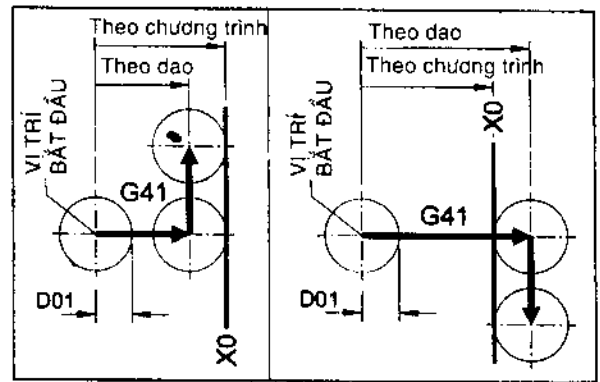 Theo chương trình
Theo dao
VỊ TRÍ
BẮT ĐẦU
G41
D01
X0
Theo dao
Theo chương trình
VỊ TRÍ
BẮT ĐẦU
G41
D01
X0